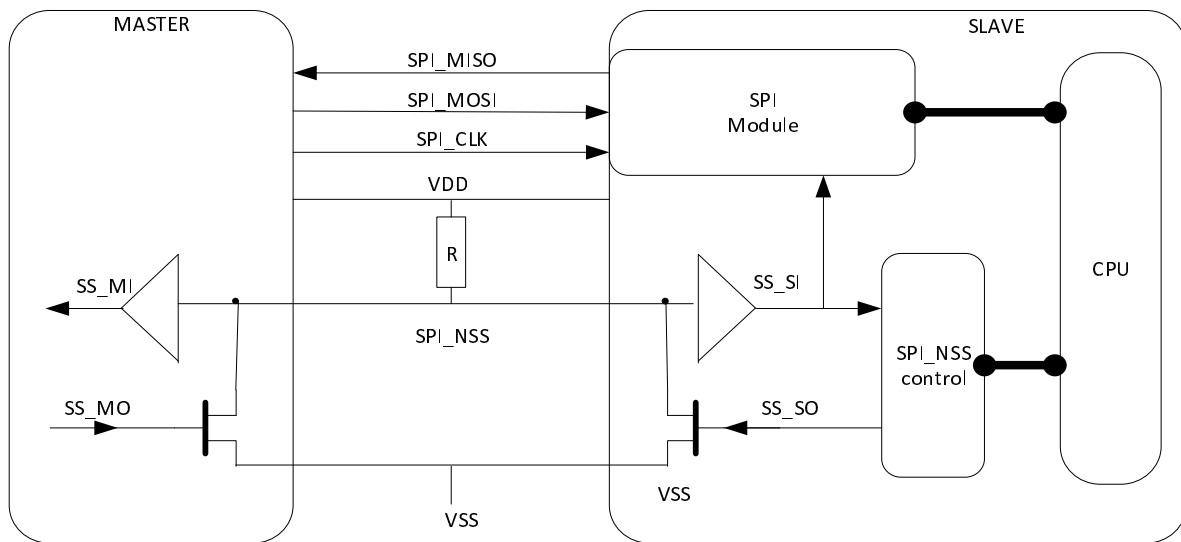 MASTER
SLAVE
SPI_MISO
SPI_MOSI
SPI_CLK
VDD
SPI
Module
R
CPU
SS_MI
SS_SI
SPI_NSS
SPI_NSS
control
SS_MO
SS_SO
VSS
VSS